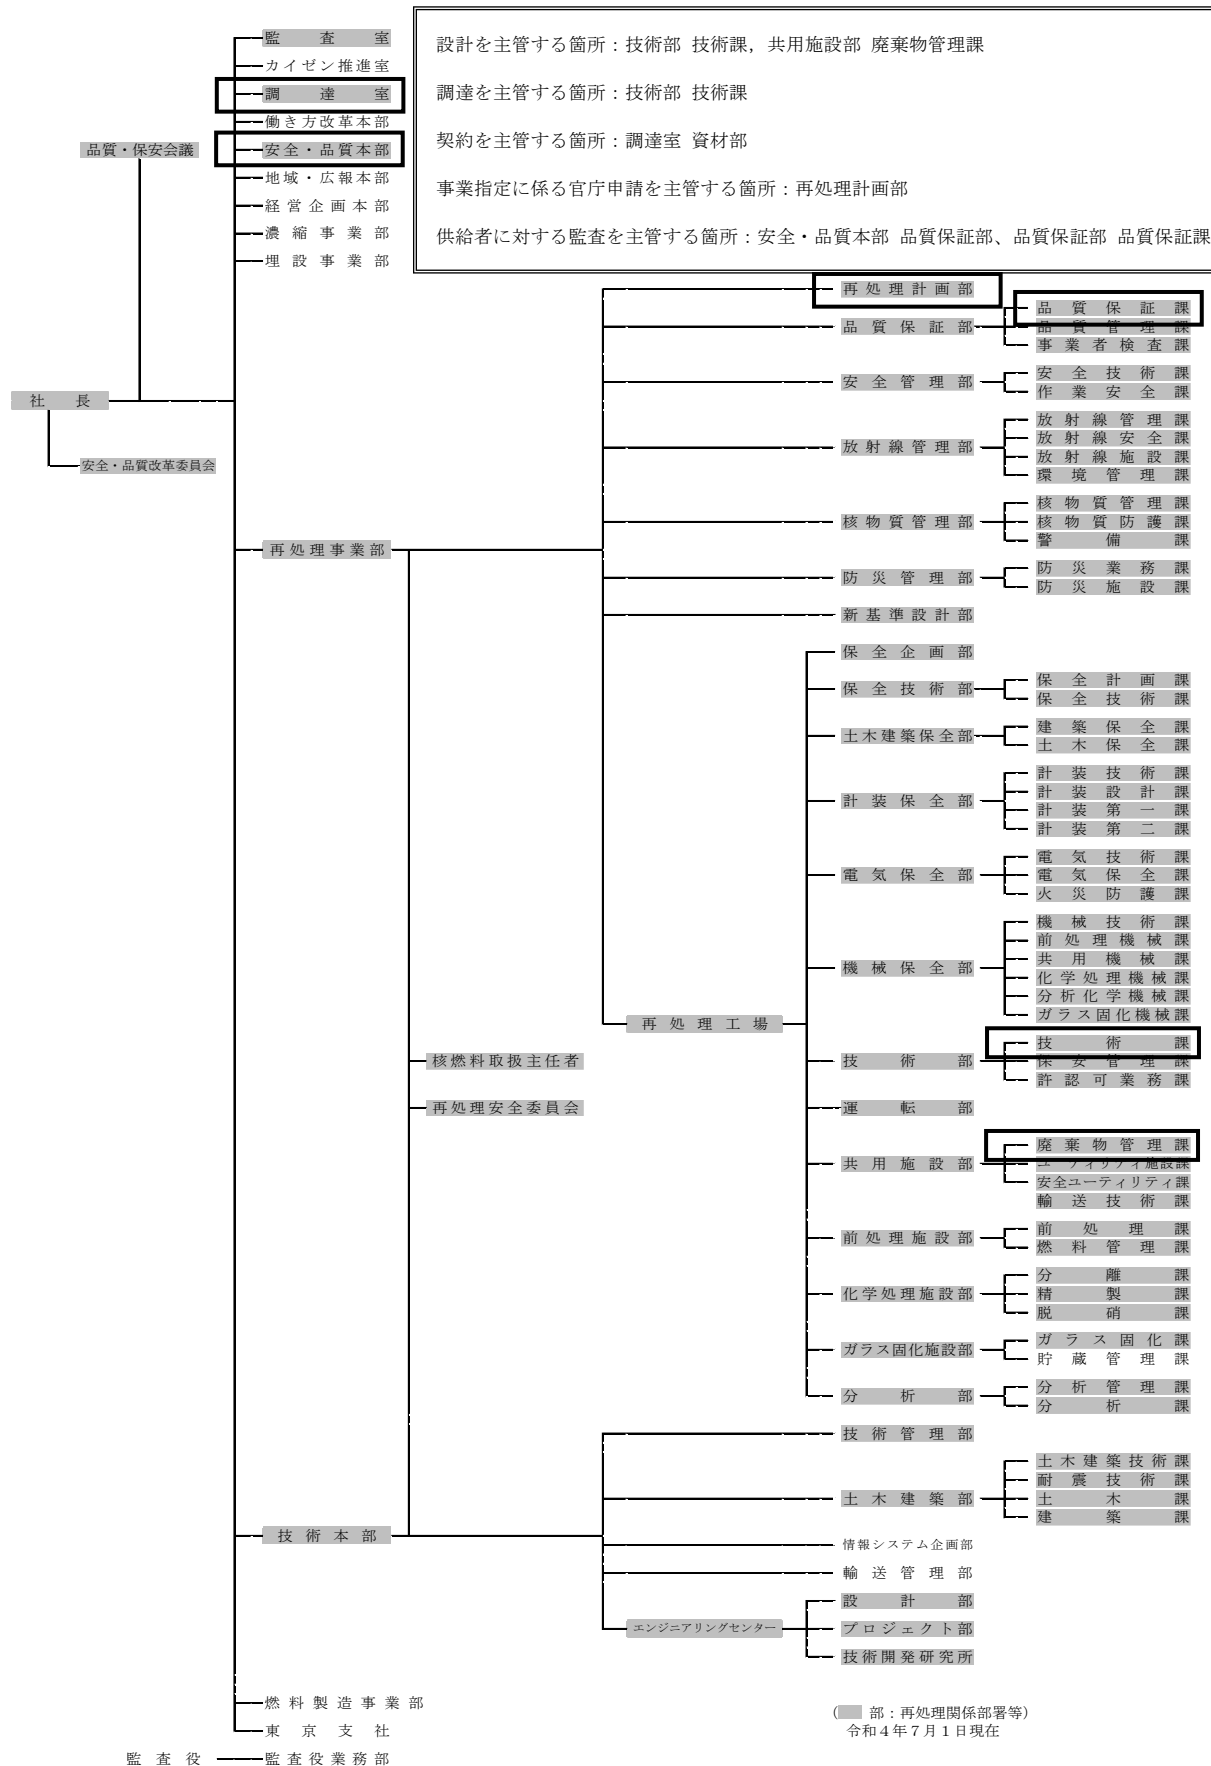 設計を主管する箇所：技術部 技術課，共用施設部 廃棄物管理課
調達を主管する箇所：技術部 技術課
契約を主管する箇所：調達室 資材部
事業指定に係る官庁申請を主管する箇所：再処理計画部
供給者に対する監査を主管する箇所：安全・品質本部 品質保証部、品質保証部 品質保証課
監査室
カイゼン推進室
調達室
働き方改革本部
品質・保安会議
安全・品質本部
地域・広報本部
経営企画本部
濃縮事業部
埋設事業部
社長
安全・品質改革委員会
再処理事業部
再処理計画部
品質保証部
品質保証課
品質管理課
事業者検査課
安全管理部
安全技術課
作業安全課
放射線管理部
放射線管理課
放射線安全課
放射線施設課
環境管理課
核物質管理部
核物質管理課
核物質防護課
警備課
防災管理部
防災業務課
防災施設課
新基準設計部
再処理工場
保全企画部
保全技術部
保全計画課
保全技術課
土木建築保全部
建築保全課
土木保全課
計装保全部
計装技術課
計装設計課
計装第一課
計装第二課
電気保全部
電気技術課
電気保全課
火災防護課
機械保全部
機械技術課
前処理機械課
共用機械課
化学処理機械課
分析化学機械課
ガラス固化機械課
技術部
技術課
保安管理課
許認可業務課
運転部
共用施設部
廃棄物管理課
ユーティリティ施設課
安全ユーティリティ課
輸送技術課
前処理施設部
前処理課
燃料管理課
化学処理施設部
分離課
精製課
脱硝課
ガラス固化施設部
ガラス固化課
貯蔵管理課
分析部
分析管理課
分析課
核燃料取扱主任者
再処理安全委員会
技術本部
技術管理部
土木建築部
土木建築技術課
耐震技術課
土木課
建築課
情報システム企画部
輸送管理部
エンジニアリングセンター
設計部
プロジェクト部
技術開発研究所
燃料製造事業部
東京支社
監査役
監査役業務部
（ 部：再処理関係部署等）
令和４年７月１日現在